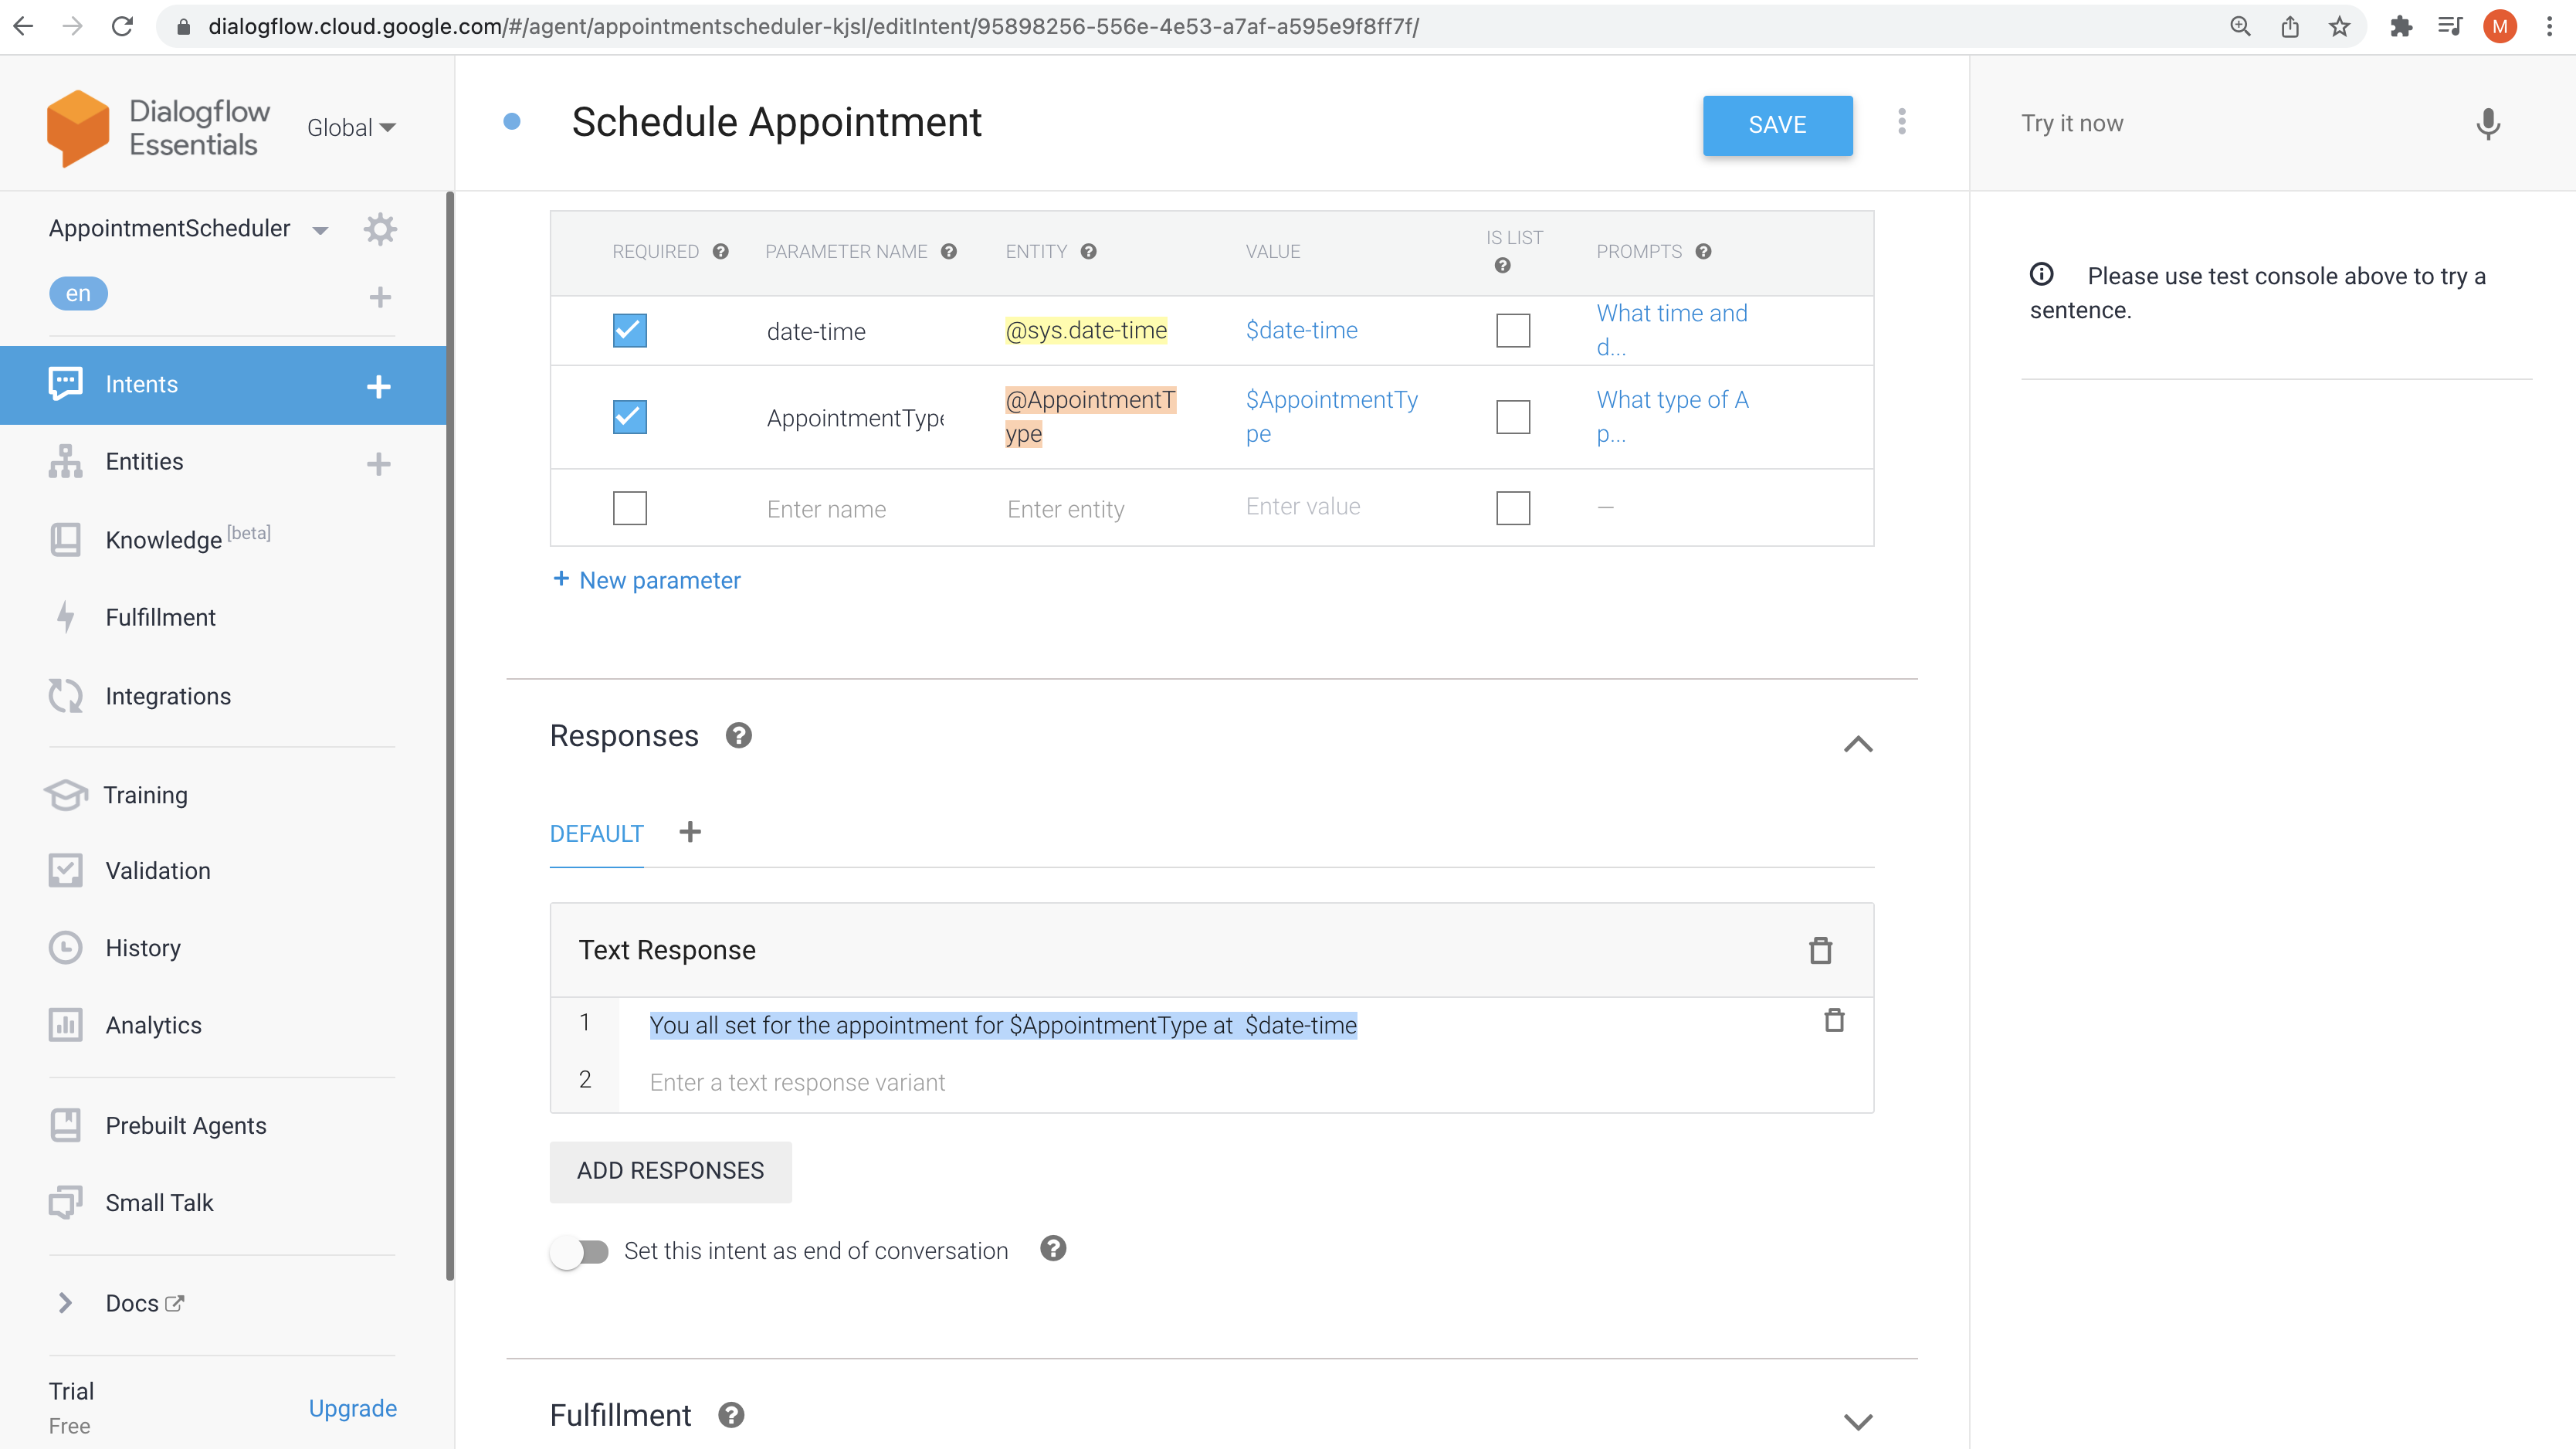 dialogflow.cloud.google.com/#/agent/appointmentscheduler-kjsl/editIntent/95898256-556e-4e53-a7af-a595e9f8ff7f/
M
Dialogflow
Essentials
Global
Schedule Appointment
SAVE
Try it now
AppointmentScheduler
en
Intents
Entities
Knowledge [beta]
Fulfillment
Integrations
Training
Validation
History
Analytics
Prebuilt Agents
Small Talk
Docs
Trial
Free
Upgrade
REQUIRED PARAMETER NAME ENTITY VALUE IS LIST PROMPTS
date-time @sys.date-time $date-time What time and
d...
AppointmentType @AppointmentT $AppointmentTy What type of A
ype pe p...
Enter name Enter entity Enter value –
+ New parameter
Responses
DEFAULT
Text Response
1 You all set for the appointment for $AppointmentType at  $date-time
2 Enter a text response variant
ADD RESPONSES
Set this intent as end of conversation
Fulfillment
Please use test console above to try a
sentence.